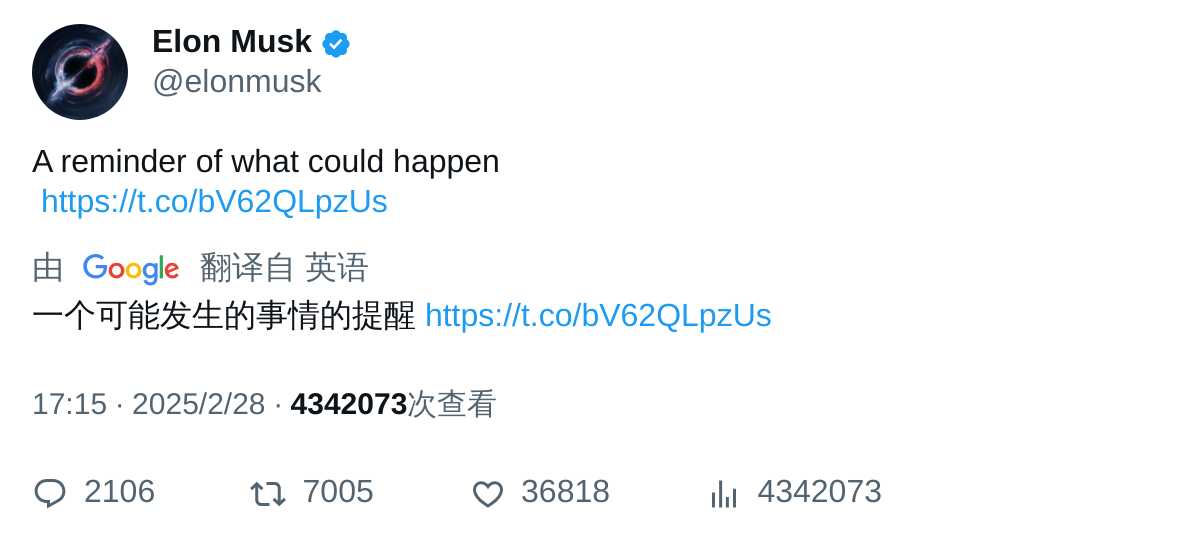 Elon Musk
@elonmusk
A reminder of what could happen
https://t.co/bV62QLpzUs
由 Google 翻译自 英语
一个可能发生的事情的提醒 https://t.co/bV62QLpzUs
17:15 · 2025/2/28 · 4342073次查看
2106 7005 36818 4342073